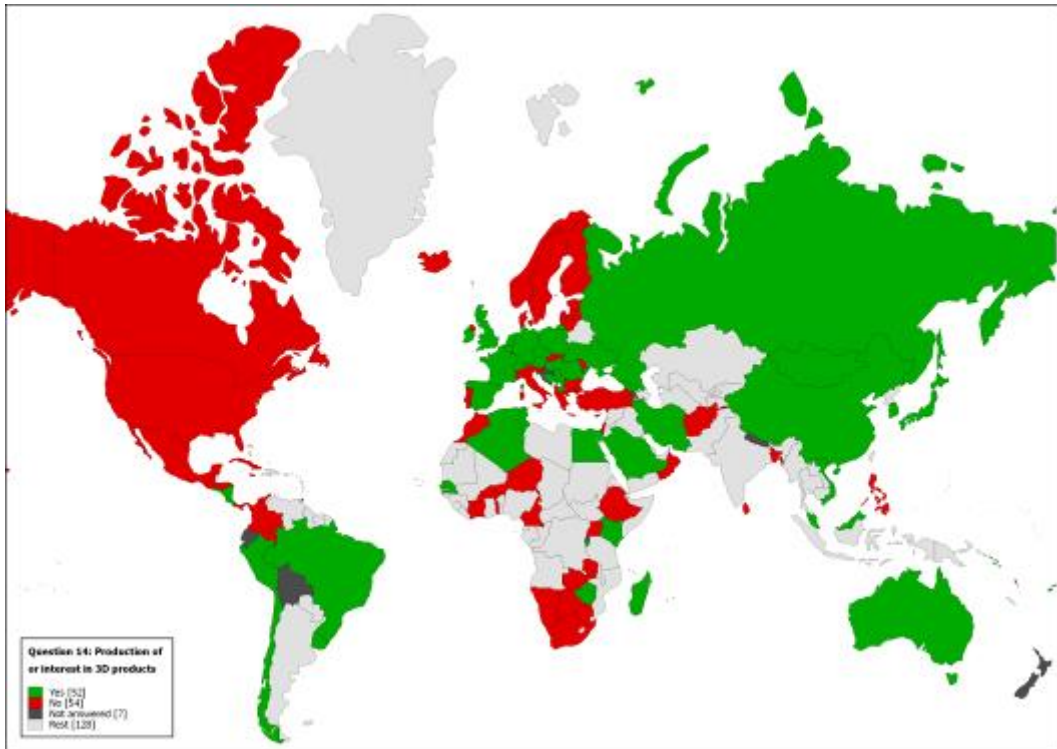 Question 14: Production of
or interest in 3D products
Yes [52]
No [54]
Not answered [7]
Rest [128]